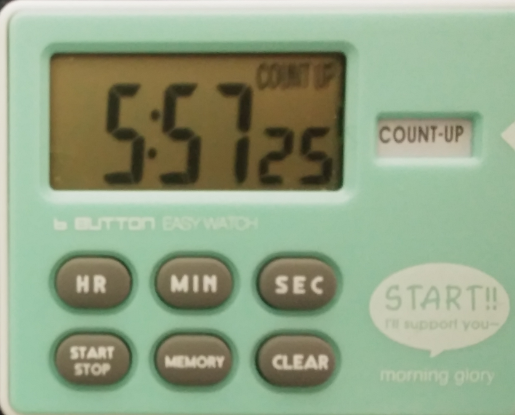 COUNT UP
5:57 25
COUNT-UP
6 BUTTON EASY WATCH
HR MIN SEC
START!!
I'll support you~
START STOP
MEMORY
CLEAR
morning glory